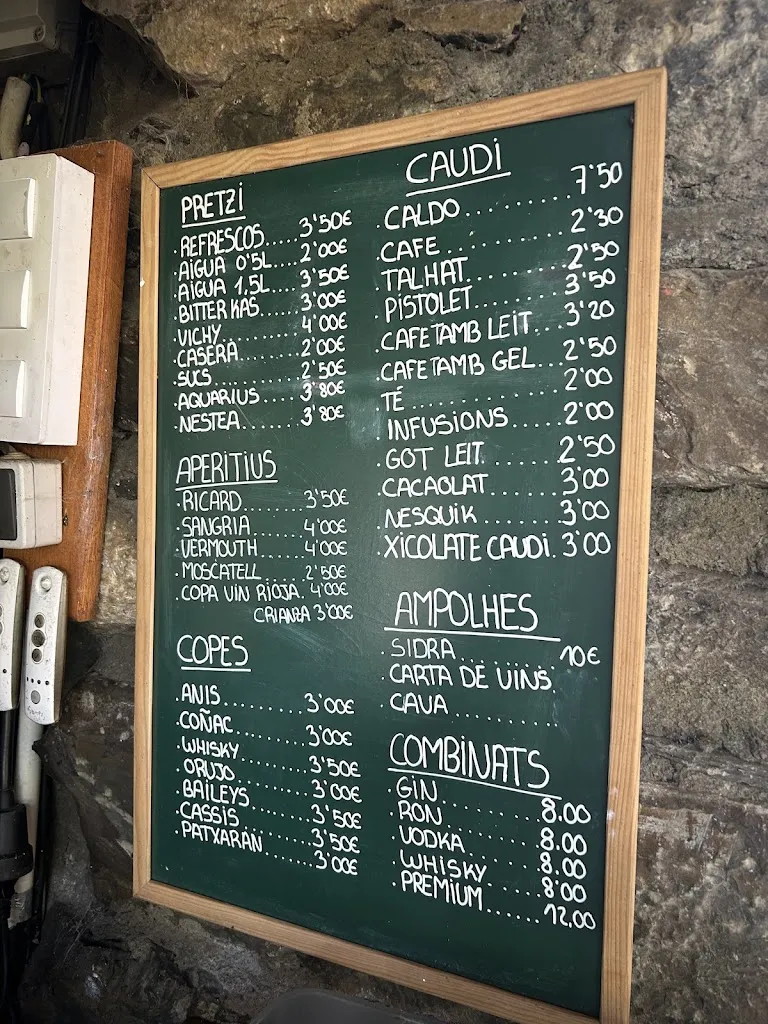 PRETZI
.REFRESCOS.....3'50€
.AIGUA 0'5L....2'00€
.AIGUA 1.5L....3'50€
.BITTER KAS.....3'00€
.VICHY..........4'00€
.CASERA.........2'00€
.SUCS...........2'50€
.AQUARIUS.....3'80€
.NESTEA.......3'80€
APERITIUS
.RICARD........3'50€
.SANGRIA.......4'00€
.VERMOUTH......4'00€
.MOSCATELL.....2'50€
.COPA VIN RIOJA.4'00€
CRIANZA 3'00€
COPES
.ANIS..........3'00€
.COÑAC.........3'00€
.WHISKY........3'50€
.ORUJO.........3'00€
.BAILEYS.......3'50€
.CASSIS........3'50€
.PATXARAN......3'00€
CAUDI
.CALDO..........7'50
.CAFE...........2'30
.TALHAT.........2'50
.PISTOLET.......3'50
.CAFE TAMB LEIT...3'20
.CAFE TAMB GEL...2'50
.TÉ.............2'00
.INFUSIONS......2'00
.GOT LEIT.......2'50
.CACAOLAT.......3'00
.NESQUIK........3'00
.XICOLATE CAUDI.3'00
AMPOLHES
.SIDRA..........10€
.CARTA DE VINS.
.CAVA..........
COMBINATS
.GIN..........8.00
.RON..........8.00
.VODKA........8.00
.WHISKY.......8'00
.PREMIUM......12.00